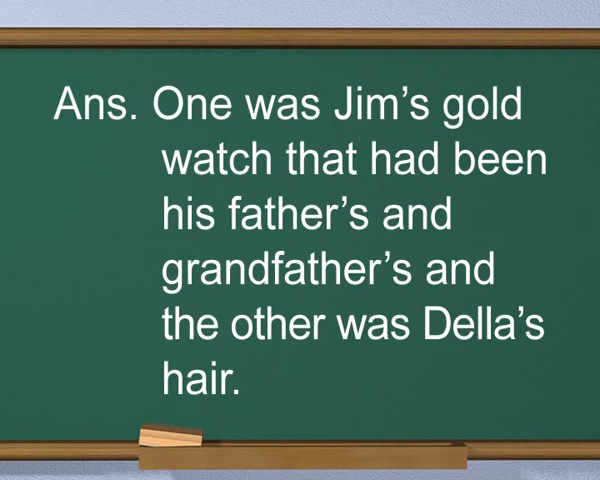 Ans. One was Jim’s gold
watch that had been
his father’s and
grandfather’s and
the other was Della’s
hair.